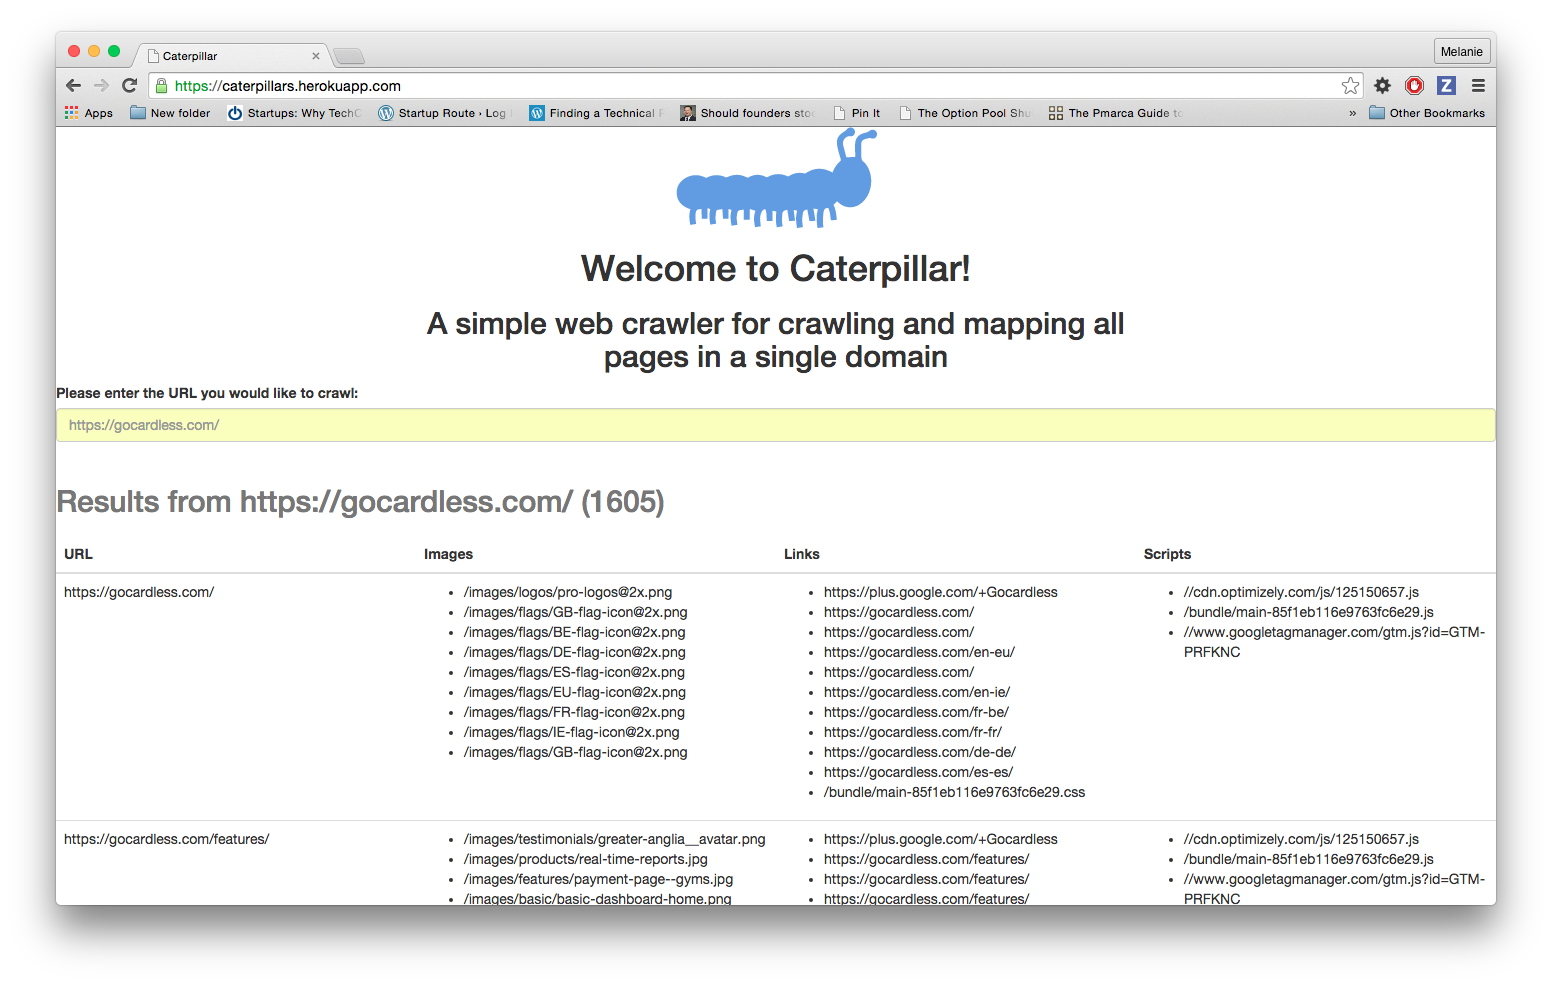 Caterpillar
Melanie
https://caterpillars.herokuapp.com
Apps New folder Startups: Why Tech Startup Route › Log Finding a Technical Should founders sto Pin It The Option Pool Sh The Pmarca Guide to » Other Bookmarks
Welcome to Caterpillar!
A simple web crawler for crawling and mapping all
pages in a single domain
Please enter the URL you would like to crawl:
https://gocardless.com/
Results from https://gocardless.com/ (1605)
URL Images Links Scripts
https://gocardless.com/
/images/logos/pro-logos@2x.png
/images/flags/GB-flag-icon@2x.png
/images/flags/BE-flag-icon@2x.png
/images/flags/DE-flag-icon@2x.png
/images/flags/ES-flag-icon@2x.png
/images/flags/EU-flag-icon@2x.png
/images/flags/FR-flag-icon@2x.png
/images/flags/IE-flag-icon@2x.png
/images/flags/GB-flag-icon@2x.png
https://plus.google.com/+Gocardless
https://gocardless.com/
https://gocardless.com/
https://gocardless.com/en-eu/
https://gocardless.com/
https://gocardless.com/en-ie/
https://gocardless.com/fr-be/
https://gocardless.com/fr-fr/
https://gocardless.com/de-de/
https://gocardless.com/es-es/
/bundle/main-85f1eb116e9763fc6e29.css
//cdn.optimizely.com/js/125150657.js
/bundle/main-85f1eb116e9763fc6e29.js
//www.googletagmanager.com/gtm.js?id=GTM-
PRFKNC
https://gocardless.com/features/
/images/testimonials/greater-anglia__avatar.png
/images/products/real-time-reports.jpg
/images/features/payment-page--gyms.jpg
/images/basic/basic-dashboard-home.png
https://plus.google.com/+Gocardless
https://gocardless.com/features/
https://gocardless.com/features/
https://gocardless.com/features/
//cdn.optimizely.com/js/125150657.js
/bundle/main-85f1eb116e9763fc6e29.js
//www.googletagmanager.com/gtm.js?id=GTM-
PRFKNC